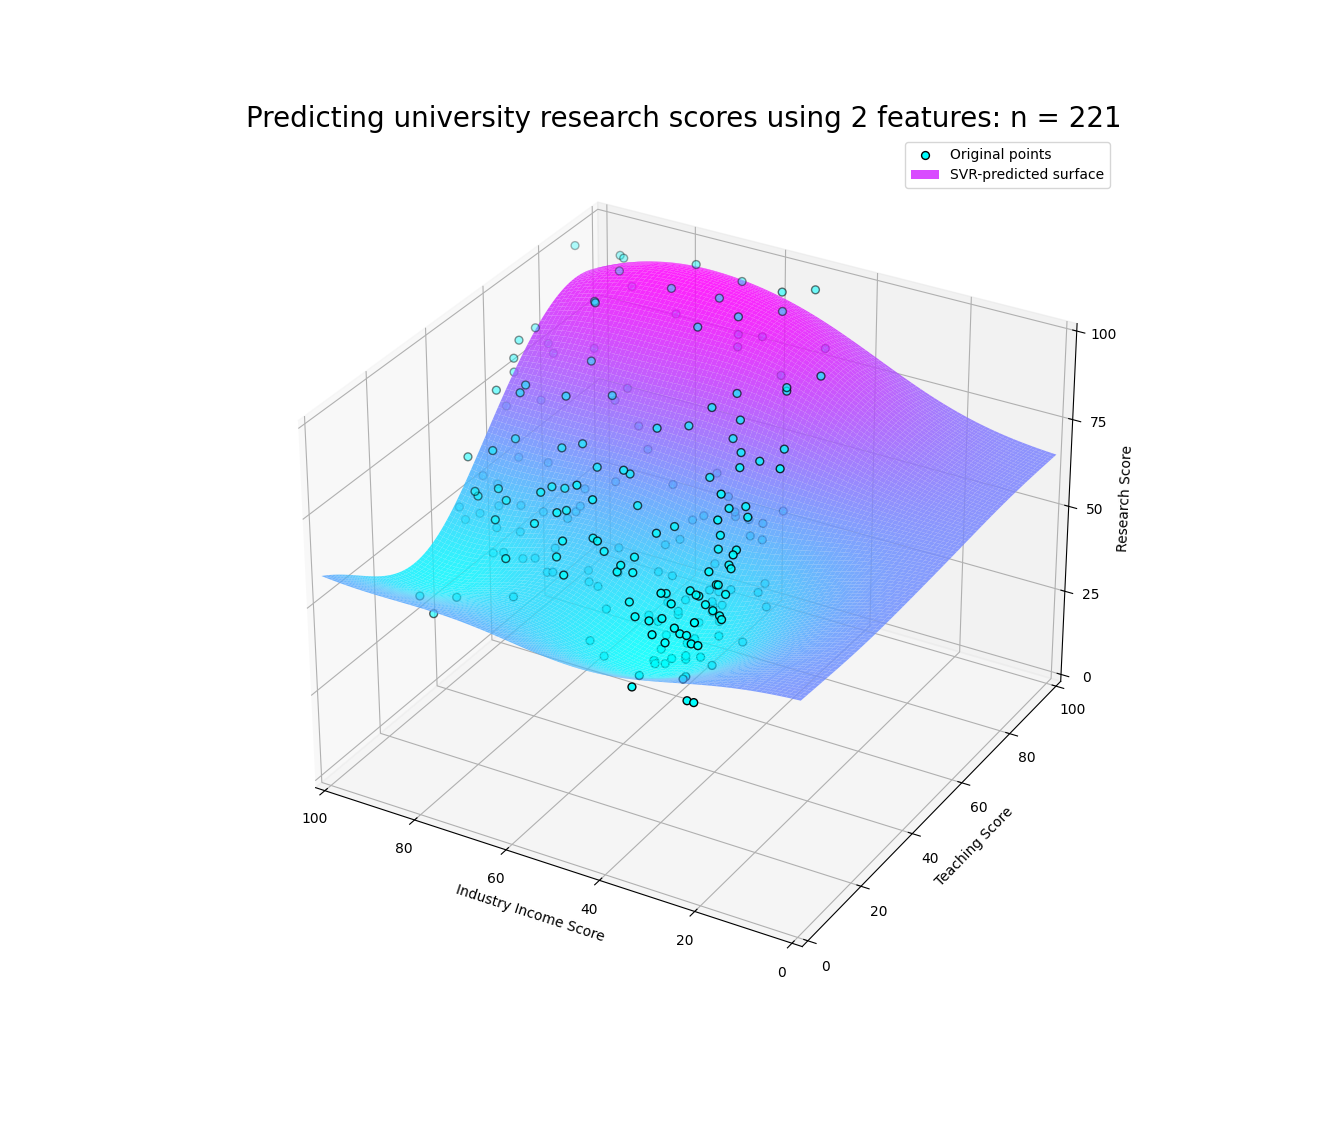 Predicting university research scores using 2 features: n = 221
Original points
SVR-predicted surface
100
75
50
25
0
Research Score
100
80
60
40
20
0
Teaching Score
100
80
60
40
20
0
Industry Income Score